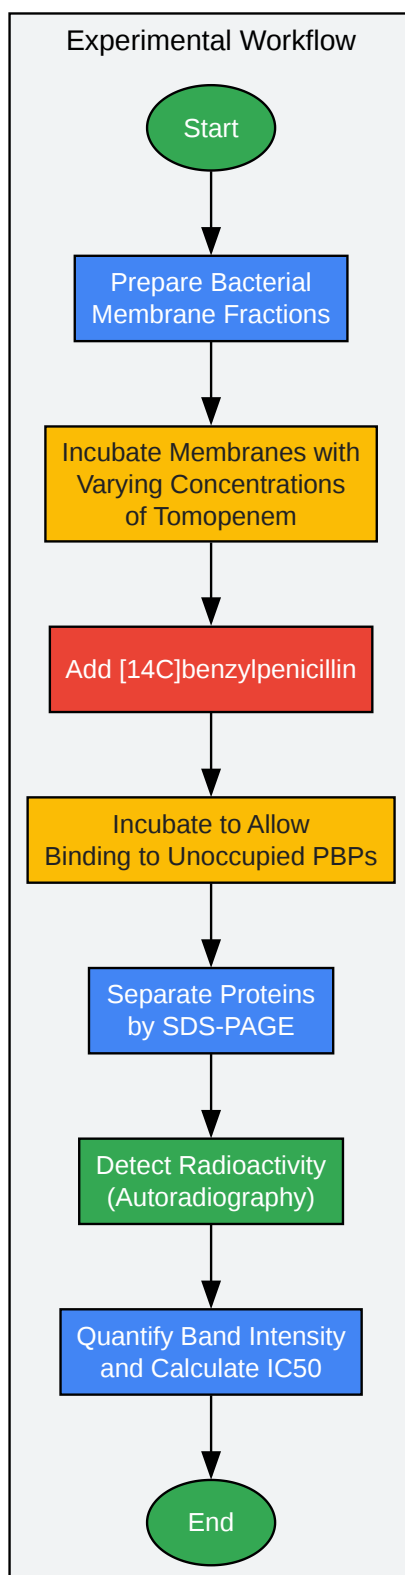 Experimental Workflow
Start
Prepare Bacterial
Membrane Fractions
Incubate Membranes with
Varying Concentrations
of Tomopenem
Add [14C]benzylpenicillin
Incubate to Allow
Binding to Unoccupied PBPs
Separate Proteins
by SDS-PAGE
Detect Radioactivity
(Autoradiography)
Quantify Band Intensity
and Calculate IC50
End